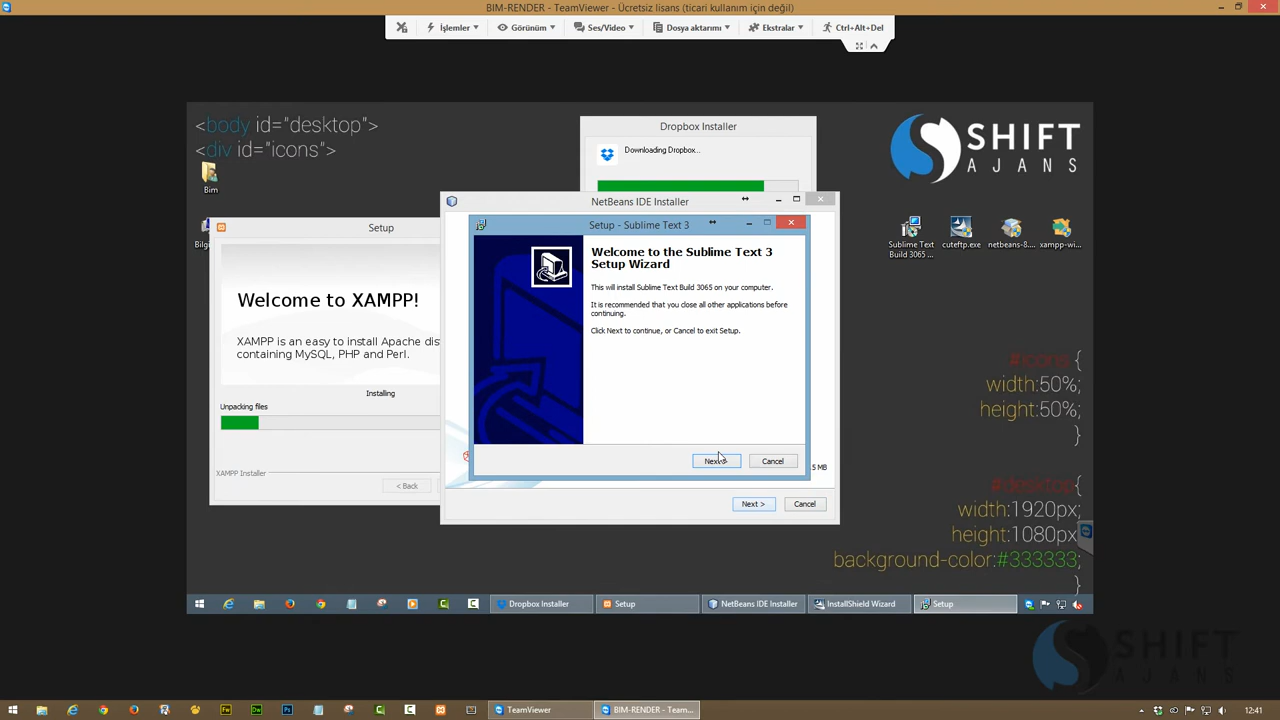 BIM-RENDER - TeamViewer - Ücretsiz lisans (ticari kullanım için değil)
İşlemler
Görünüm
Ses/Video
Dosya aktarımı
Ekstralar
Ctrl+Alt+Del
<body id="desktop">
<div id="icons">
Bim
Bilg
Dropbox Installer
Downloading Dropbox...
SHIFT
AJANS
Sublime Text
Build 3065 ...
cuteftp.exe
netbeans-8....
xampp-wi...
NetBeans IDE Installer
Setup - Sublime Text 3
Welcome to the Sublime Text 3
Setup Wizard
This will install Sublime Text Build 3065 on your computer.
It is recommended that you close all other applications before
continuing.
Click Next to continue, or Cancel to exit Setup.
Next
Cancel
.5 MB
Next >
Cancel
Setup
Welcome to XAMPP!
XAMPP is an easy to install Apache dis
containing MySQL, PHP and Perl.
Installing
Unpacking files
XAMPP Installer
< Back
#icons {
width:50%;
height:50%;
}
#desktop{
width:1920px;
height:1080px;
background-color:#333333;
}
Dropbox Installer
Setup
NetBeans IDE Installer
InstallShield Wizard
Setup
SHIFT
AJANS
TeamViewer
BIM-RENDER - Team...
12:41